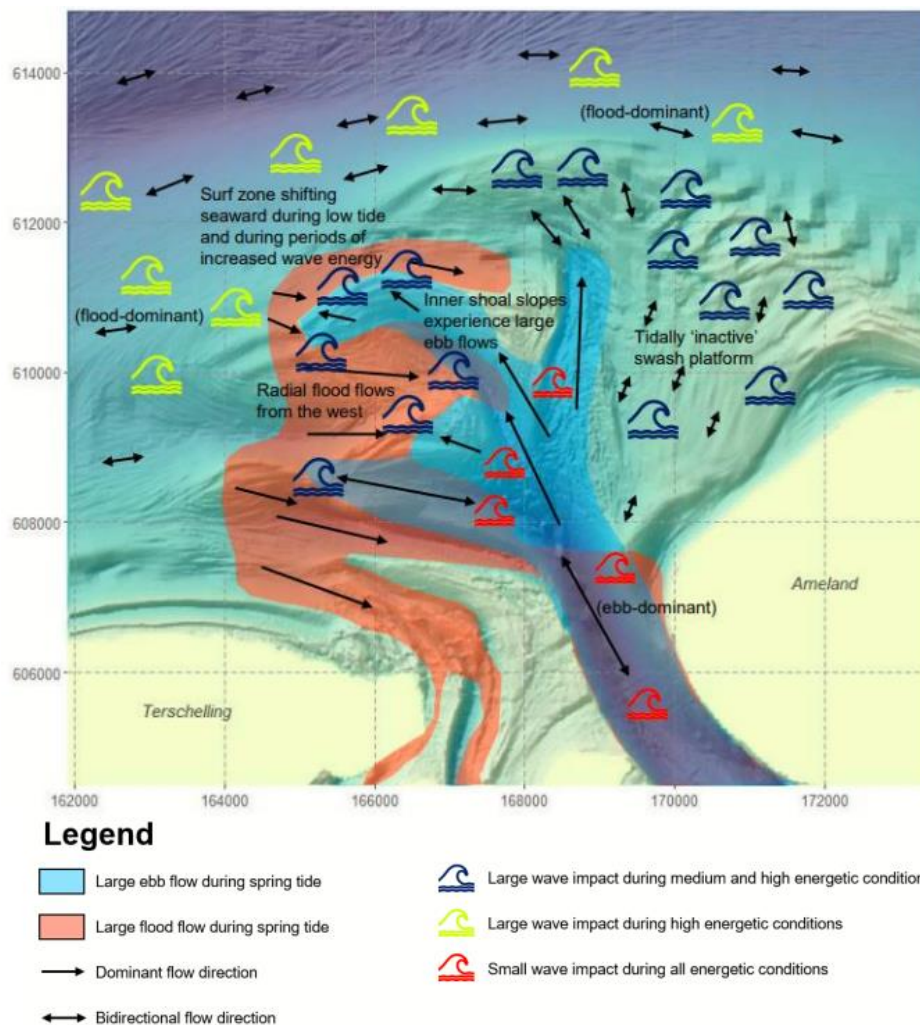 614000
(flood-dominant)
Surf zone shifting
seaward during low tide
and during periods of
increased wave energy
612000
(flood-dominant)
Inner shoal slopes
experience large
ebb flows
Tidally 'inactive'
swash platform
610000
Radial flood flows
from the west
608000
Ameland
(ebb-dominant)
606000
Terschelling
162000
164000
166000
168000
170000
172000
Legend
Large ebb flow during spring tide
Large flood flow during spring tide
Dominant flow direction
Bidirectional flow direction
Large wave impact during medium and high energetic condition
Large wave impact during high energetic conditions
Small wave impact during all energetic conditions